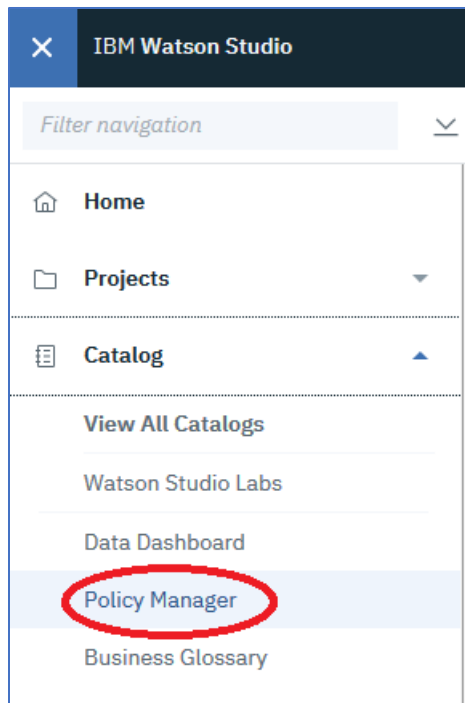 IBM Watson Studio
Filter navigation
Home
Projects
Catalog
View All Catalogs
Watson Studio Labs
Data Dashboard
Policy Manager
Business Glossary